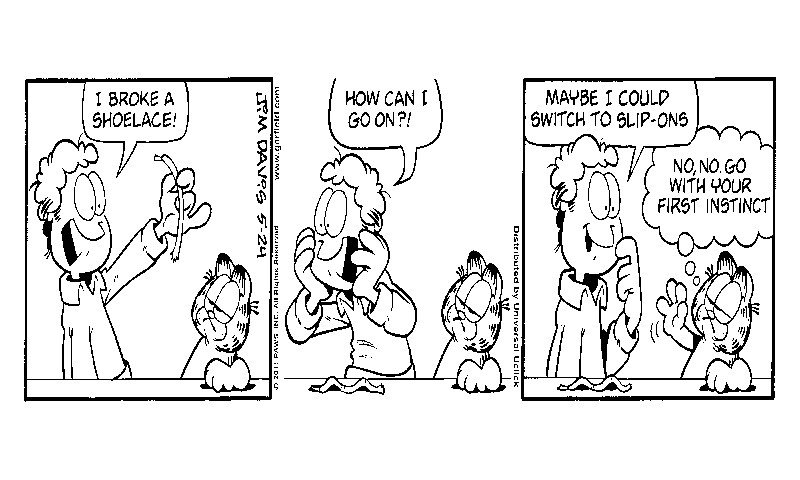 I BROKE A
SHOELACE!
JIM DAVIS 5-24
www.garfield.com
© 2011 PAWS, INC. All Rights Reserved.
HOW CAN I
GO ON?!
Distributed by Universal Uclick
MAYBE I COULD
SWITCH TO SLIP-ONS
NO, NO. GO
WITH YOUR
FIRST INSTINCT